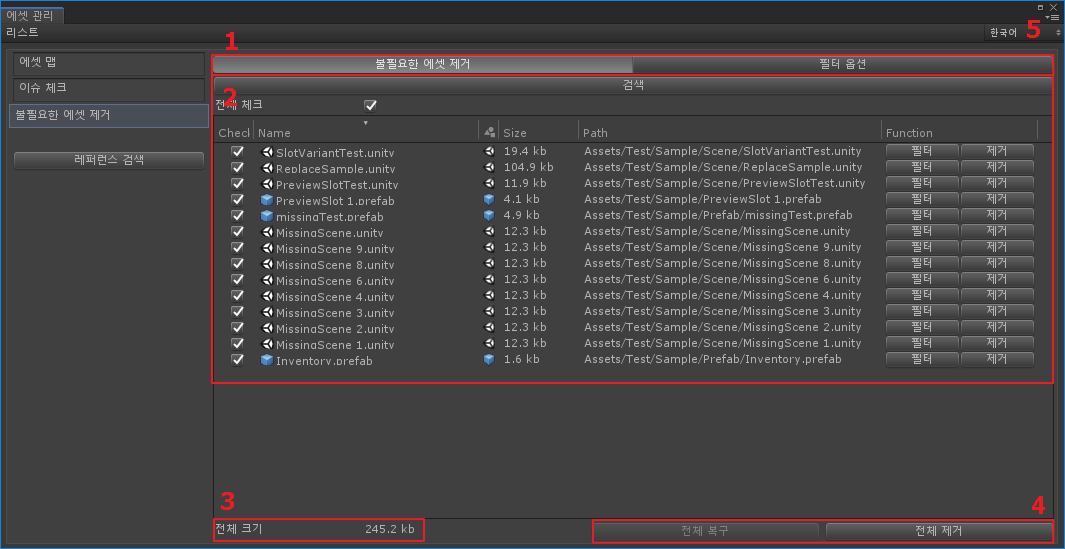 에셋 관리
리스트
한국어 5
1
에셋 맵
이슈 체크
불필요한 에셋 제거
레퍼런스 검색
불필요한 에셋 제거 필터 옵션
검색
2
전체 체크
Check Name Size Path Function
SlotVariantTest.unity 19.4 kb Assets/Test/Sample/Scene/SlotVariantTest.unity 필터 제거
ReplaceSample.unity 104.9 kb Assets/Test/Sample/Scene/ReplaceSample.unity 필터 제거
PreviewSlotTest.unity 11.9 kb Assets/Test/Sample/Scene/PreviewSlotTest.unity 필터 제거
PreviewSlot 1.prefab 4.1 kb Assets/Test/Sample/PreviewSlot 1.prefab 필터 제거
missingTest.prefab 4.9 kb Assets/Test/Sample/Prefab/missingTest.prefab 필터 제거
MissingScene.unity 12.3 kb Assets/Test/Sample/Scene/MissingScene.unity 필터 제거
MissingScene 9.unity 12.3 kb Assets/Test/Sample/Scene/MissingScene 9.unity 필터 제거
MissingScene 8.unity 12.3 kb Assets/Test/Sample/Scene/MissingScene 8.unity 필터 제거
MissingScene 6.unity 12.3 kb Assets/Test/Sample/Scene/MissingScene 6.unity 필터 제거
MissingScene 4.unity 12.3 kb Assets/Test/Sample/Scene/MissingScene 4.unity 필터 제거
MissingScene 3.unity 12.3 kb Assets/Test/Sample/Scene/MissingScene 3.unity 필터 제거
MissingScene 2.unity 12.3 kb Assets/Test/Sample/Scene/MissingScene 2.unity 필터 제거
MissingScene 1.unity 12.3 kb Assets/Test/Sample/Scene/MissingScene 1.unity 필터 제거
Inventory.prefab 1.6 kb Assets/Test/Sample/Prefab/Inventory.prefab 필터 제거
3
전체 크기 245.2 kb
4
전체 복구 전체 제거